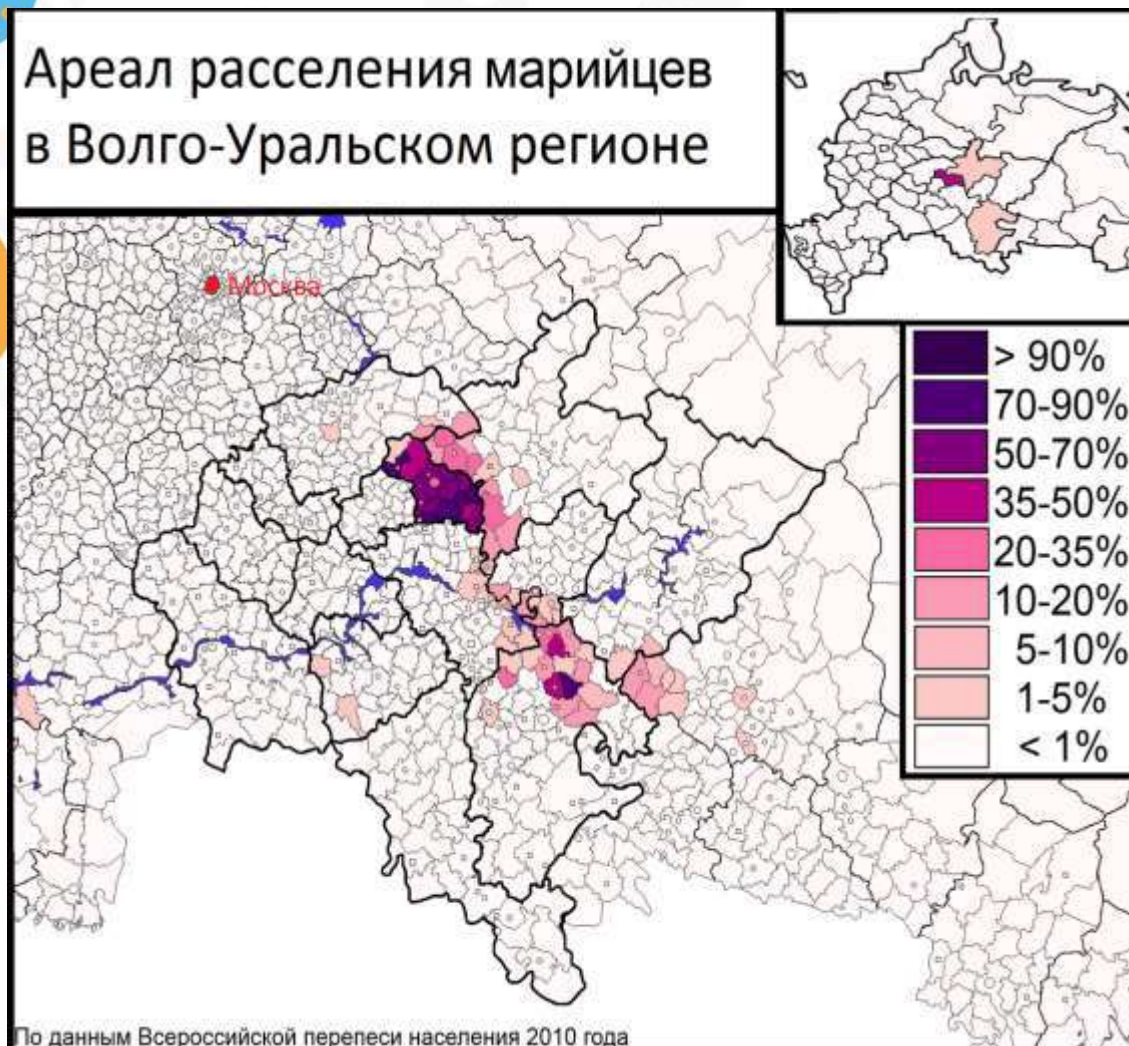 Ареал расселения марийцев
в Волго-Уральском регионе
Москва
> 90%
70-90%
50-70%
35-50%
20-35%
10-20%
5-10%
1-5%
< 1%
По данным Всероссийской перепеси населения 2010 года